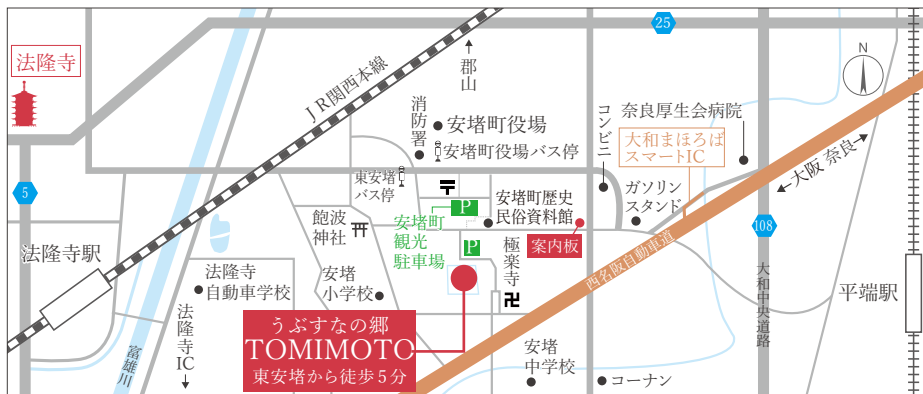 法隆寺
25
N
JR関西本線
↑郡山
消防署
安堵町役場
安堵町役場バス停
コンビニ
奈良厚生会病院
大和まほろば
スマートIC
←大阪 奈良→
5
東安堵
バス停
P
安堵町歴史
民俗資料館
ガソリン
スタンド
案内板
108
安堵町
観光
駐車場
P
飽波
神社
極楽寺
西名阪自動車道
大和中央道路
法隆寺駅
法隆寺
自動車学校
安堵
小学校
平端駅
法隆寺IC↓
富雄川
うぶすなの郷
TOMIMOTO
東安堵から徒歩5分
安堵
中学校
コーナン